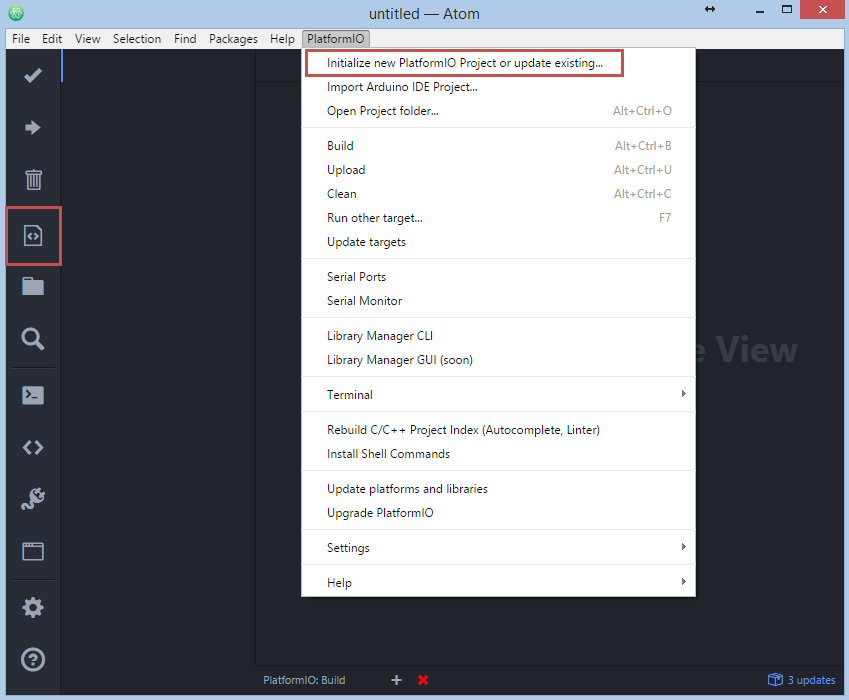 untitled — Atom
File Edit View Selection Find Packages Help PlatformIO
Initialize new PlatformIO Project or update existing...
Import Arduino IDE Project...
Open Project folder... Alt+Ctrl+O
Build Alt+Ctrl+B
Upload Alt+Ctrl+U
Clean Alt+Ctrl+C
Run other target... F7
Update targets
Serial Ports
Serial Monitor
e View
Library Manager CLI
Library Manager GUI (soon)
Terminal
Rebuild C/C++ Project Index (Autocomplete, Linter)
Install Shell Commands
Update platforms and libraries
Upgrade PlatformIO
Settings
Help
PlatformIO: Build
3 updates